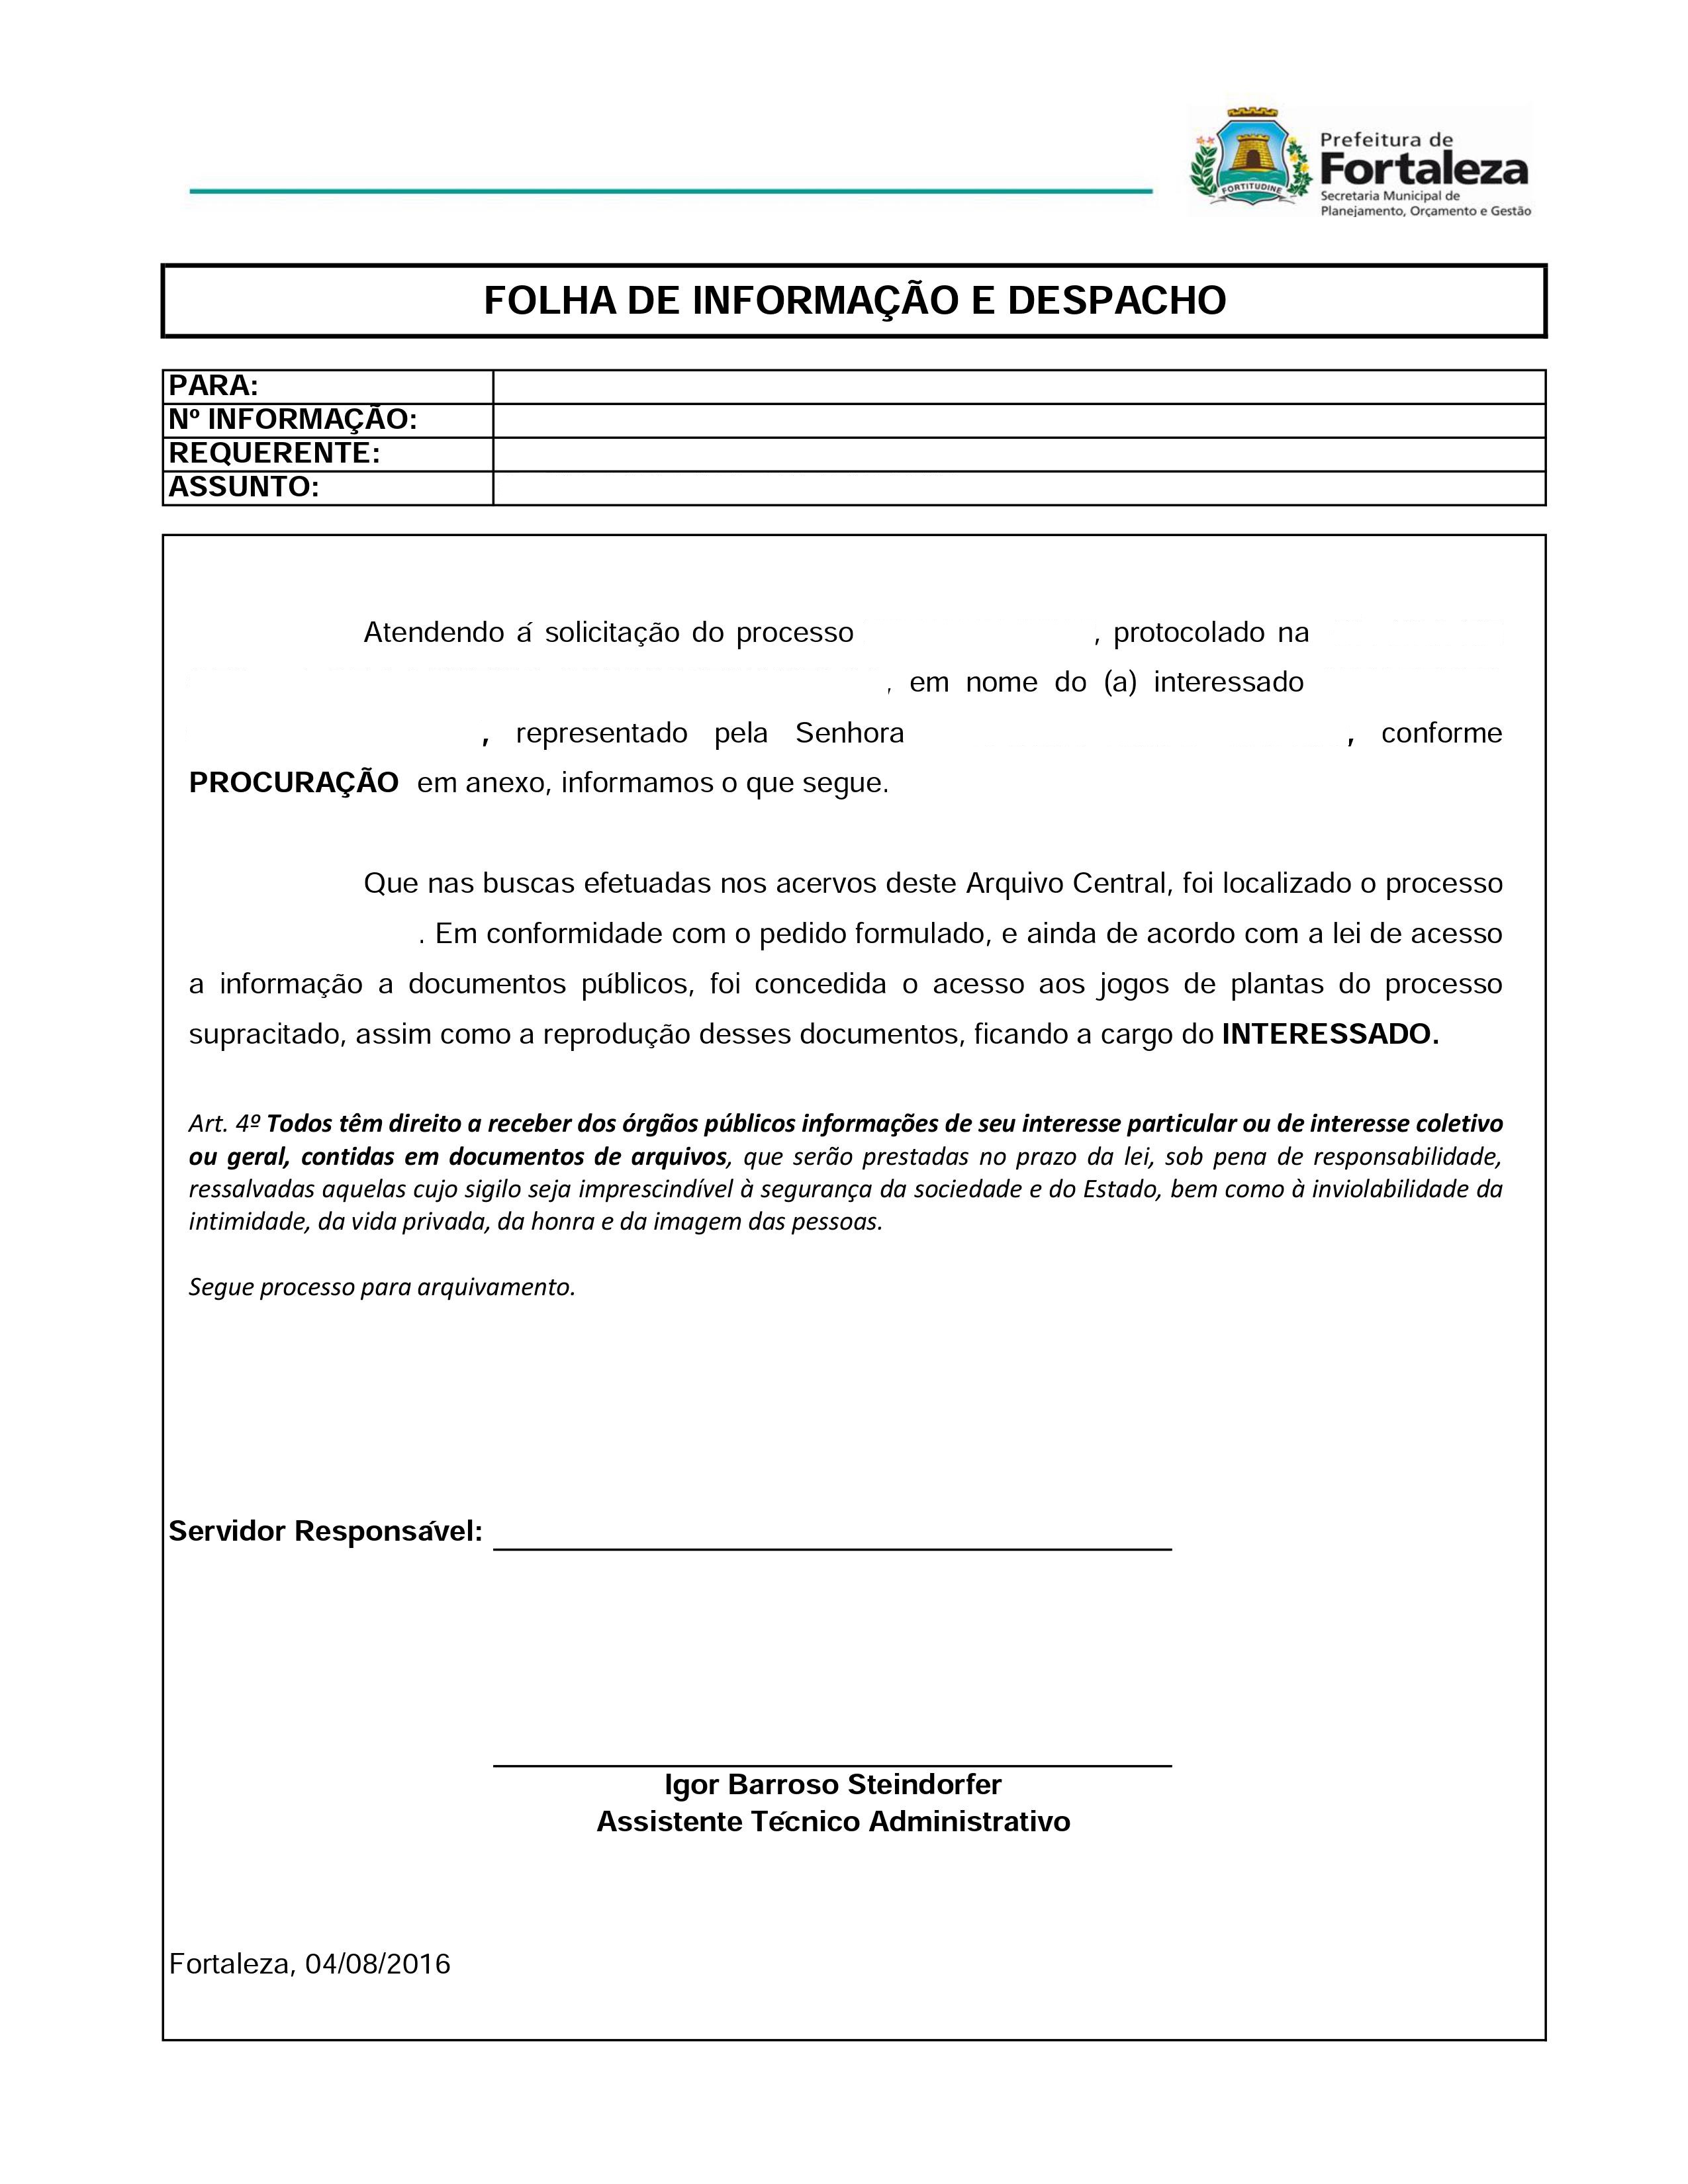 FORTITUDINE
Prefeitura de
Fortaleza
Secretaria Municipal de
Planejamento, Orçamento e Gestão
FOLHA DE INFORMAÇÃO E DESPACHO
PARA:
Nº INFORMAÇÃO:
REQUERENTE:
ASSUNTO:
Atendendo á solicitação do processo , protocolado na
, em nome do (a) interessado
, representado pela Senhora , conforme
PROCURAÇÃO em anexo, informamos o que segue.
Que nas buscas efetuadas nos acervos deste Arquivo Central, foi localizado o processo
. Em conformidade com o pedido formulado, e ainda de acordo com a lei de acesso
a informação a documentos públicos, foi concedida o acesso aos jogos de plantas do processo
supracitado, assim como a reprodução desses documentos, ficando a cargo do INTERESSADO.
Art. 4º Todos têm direito a receber dos órgãos públicos informações de seu interesse particular ou de interesse coletivo
ou geral, contidas em documentos de arquivos, que serão prestadas no prazo da lei, sob pena de responsabilidade,
ressalvadas aquelas cujo sigilo seja imprescindível à segurança da sociedade e do Estado, bem como à inviolabilidade da
intimidade, da vida privada, da honra e da imagem das pessoas.
Segue processo para arquivamento.
Servidor Responsável:
Igor Barroso Steindorfer
Assistente Técnico Administrativo
Fortaleza, 04/08/2016